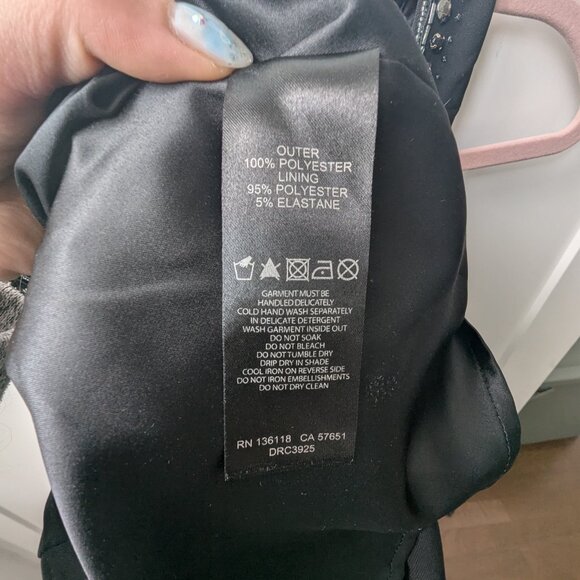 OUTER
100% POLYESTER
LINING
95% POLYESTER
5% ELASTANE
GARMENT MUST BE
HANDLED DELICATELY
COLD HAND WASH SEPARATELY
IN DELICATE DETERGENT
WASH GARMENT INSIDE OUT
DO NOT SOAK
DO NOT BLEACH
DO NOT TUMBLE DRY
DRIP DRY IN SHADE
COOL IRON ON REVERSE SIDE
DO NOT IRON EMBELLISHMENTS
DO NOT DRY CLEAN
RN 136118 CA 57651
DRC3925